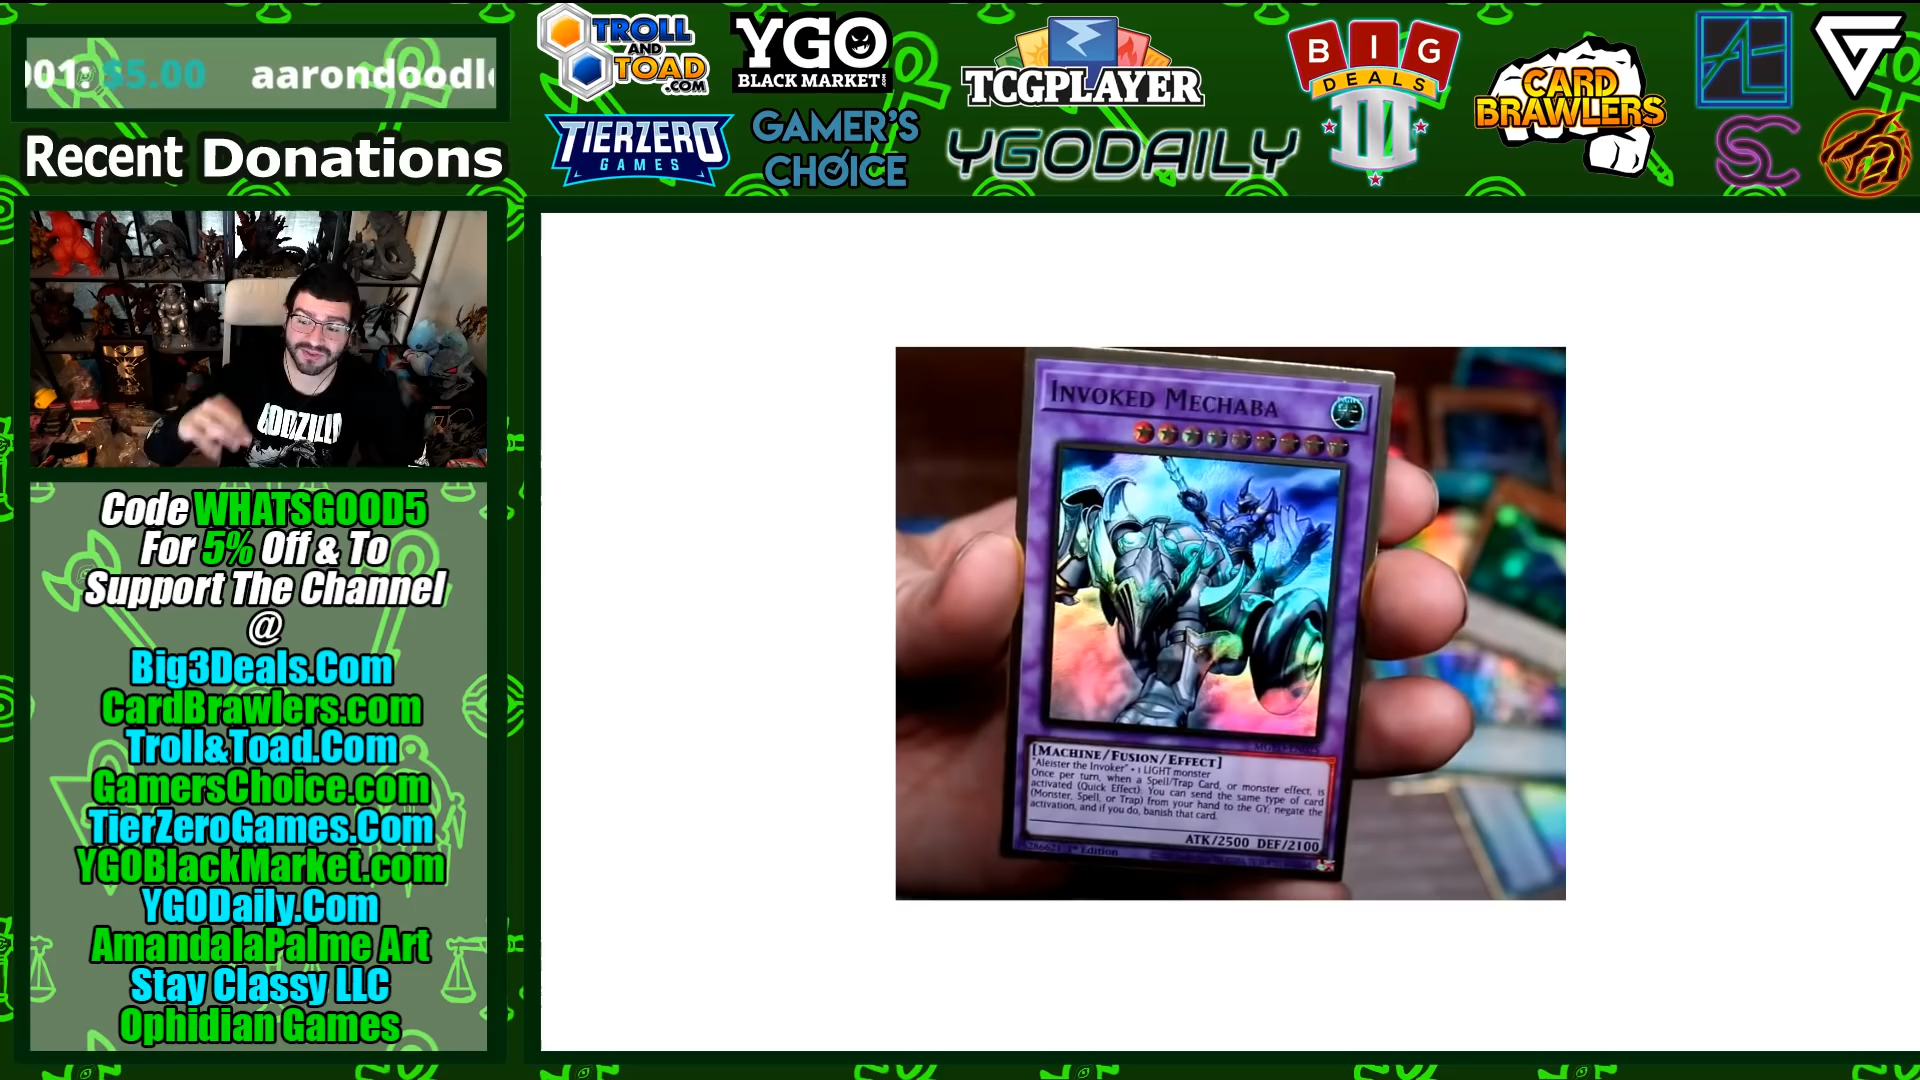 001: $5.00 aarondoodl
Recent Donations
TROLL
AND
TOAD
.COM
YGO
BLACK MARKET
.COM
TCGPLAYER
BIG
DEALS
III
CARD
BRAWLERS
TIERZERO
GAMES
GAMER'S
CHOICE
YGODAILY
SC
GODZILL
Code WHATSGOOD5
For 5% Off & To
Support The Channel
@
Big3Deals.Com
CardBrawlers.com
Troll&Toad.Com
GamersChoice.com
TierZeroGames.Com
YGOBlackMarket.com
YGODaily.Com
AmandalaPalme Art
Stay Classy LLC
Ophidian Games
INVOKED MECHABA
[MACHINE/FUSION/EFFECT]
"Aleister the Invoker" + 1 LIGHT monster
Once per turn, when a Spell/Trap Card, or monster effect, is
activated (Quick Effect): You can send the same type of card
(Monster, Spell, or Trap) from your hand to the GY; negate the
activation, and if you do, banish that card.
ATK/2500 DEF/2100
1st Edition